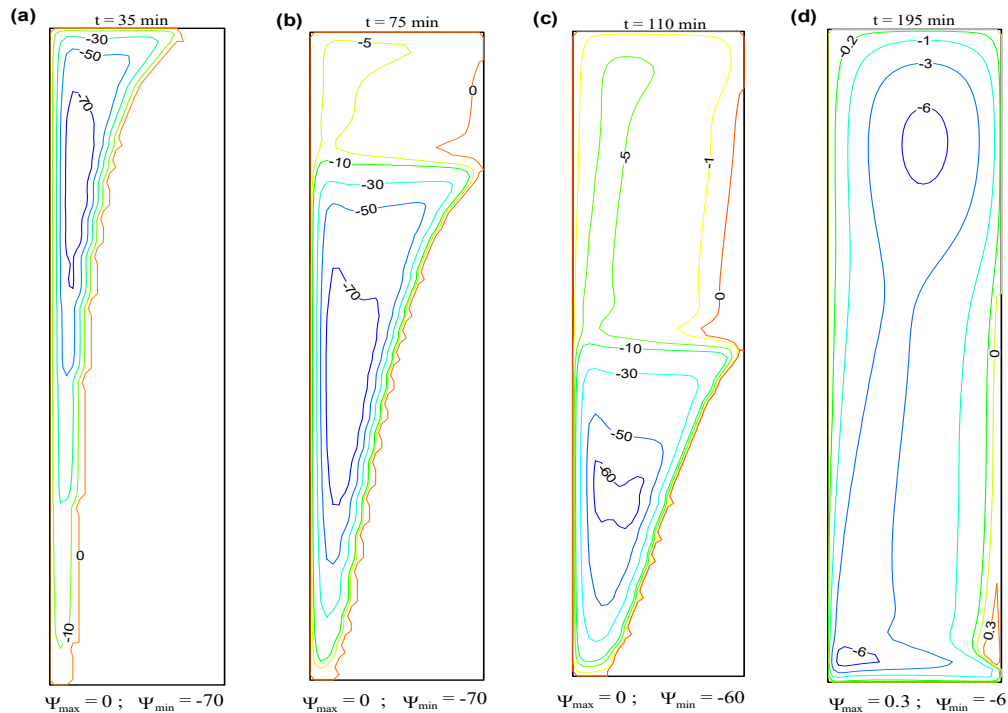 (a)
t = 35 min
-30
-50
-70
0
-10
Ψmax = 0 ; Ψmin = -70
(b)
t = 75 min
-5
0
-10
-30
-50
-70
Ψmax = 0 ; Ψmin = -70
(c)
t = 110 min
-5
-1
0
-10
-30
-50
-60
Ψmax = 0 ; Ψmin = -60
(d)
t = 195 min
-0.2
-1
-3
-6
0
0.3
-6
Ψmax = 0.3 ; Ψmin = -6